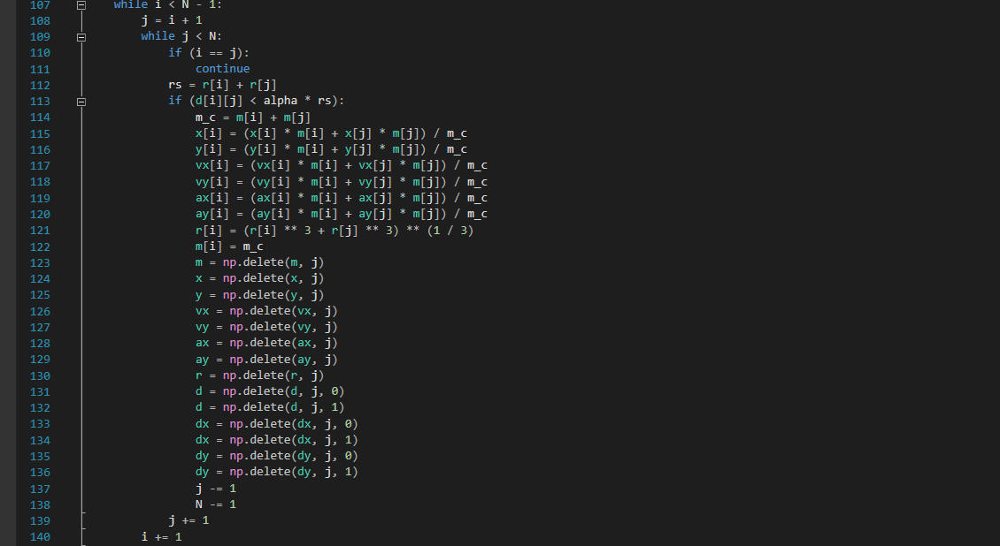 107 while i < N - 1:
108 j = i + 1
109 while j < N:
110 if (i == j):
111 continue
112 rs = r[i] + r[j]
113 if (d[i][j] < alpha * rs):
114 m_c = m[i] + m[j]
115 x[i] = (x[i] * m[i] + x[j] * m[j]) / m_c
116 y[i] = (y[i] * m[i] + y[j] * m[j]) / m_c
117 vx[i] = (vx[i] * m[i] + vx[j] * m[j]) / m_c
118 vy[i] = (vy[i] * m[i] + vy[j] * m[j]) / m_c
119 ax[i] = (ax[i] * m[i] + ax[j] * m[j]) / m_c
120 ay[i] = (ay[i] * m[i] + ay[j] * m[j]) / m_c
121 r[i] = (r[i] ** 3 + r[j] ** 3) ** (1 / 3)
122 m[i] = m_c
123 m = np.delete(m, j)
124 x = np.delete(x, j)
125 y = np.delete(y, j)
126 vx = np.delete(vx, j)
127 vy = np.delete(vy, j)
128 ax = np.delete(ax, j)
129 ay = np.delete(ay, j)
130 r = np.delete(r, j)
131 d = np.delete(d, j, 0)
132 d = np.delete(d, j, 1)
133 dx = np.delete(dx, j, 0)
134 dx = np.delete(dx, j, 1)
135 dy = np.delete(dy, j, 0)
136 dy = np.delete(dy, j, 1)
137 j -= 1
138 N -= 1
139 j += 1
140 i += 1